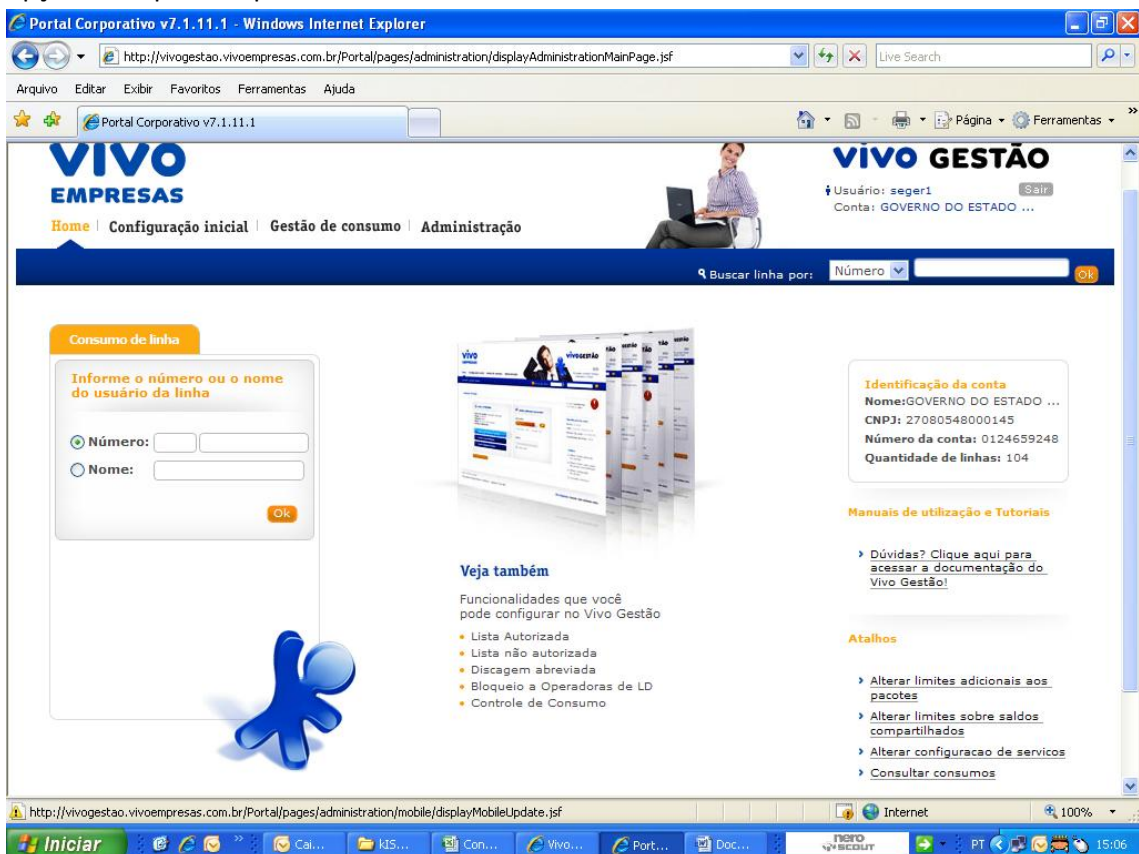 Portal Corporativo v7.1.11.1 - Windows Internet Explorer
http://vivogestao.vivoempresas.com.br/Portal/pages/administration/displayAdministrationMainPage.jsf
Live Search
Arquivo Editar Exibir Favoritos Ferramentas Ajuda
Portal Corporativo v7.1.11.1
Página Ferramentas
VIVO
EMPRESAS
VIVO GESTÃO
Usuário: seger1 Sair
Conta: GOVERNO DO ESTADO ...
Home Configuração inicial Gestão de consumo Administração
Buscar linha por: Número Ok
Consumo de linha
Informe o número ou o nome
do usuário da linha
Número:
Nome:
Ok
Veja também
Funcionalidades que você
pode configurar no Vivo Gestão
Lista Autorizada
Lista não autorizada
Discagem abreviada
Bloqueio a Operadoras de LD
Controle de Consumo
Identificação da conta
Nome:GOVERNO DO ESTADO ...
CNPJ: 27080548000145
Número da conta: 0124659248
Quantidade de linhas: 104
Manuais de utilização e Tutoriais
Dúvidas? Clique aqui para
acessar a documentação do
Vivo Gestão!
Atalhos
Alterar limites adicionais aos
pacotes
Alterar limites sobre saldos
compartilhados
Alterar configuracao de servicos
Consultar consumos
http://vivogestao.vivoempresas.com.br/Portal/pages/administration/mobile/displayMobileUpdate.jsf
Internet 100%
Iniciar Cai... kIS... Con... Vivo... Port... Doc... nero SCOUT PT 15:06